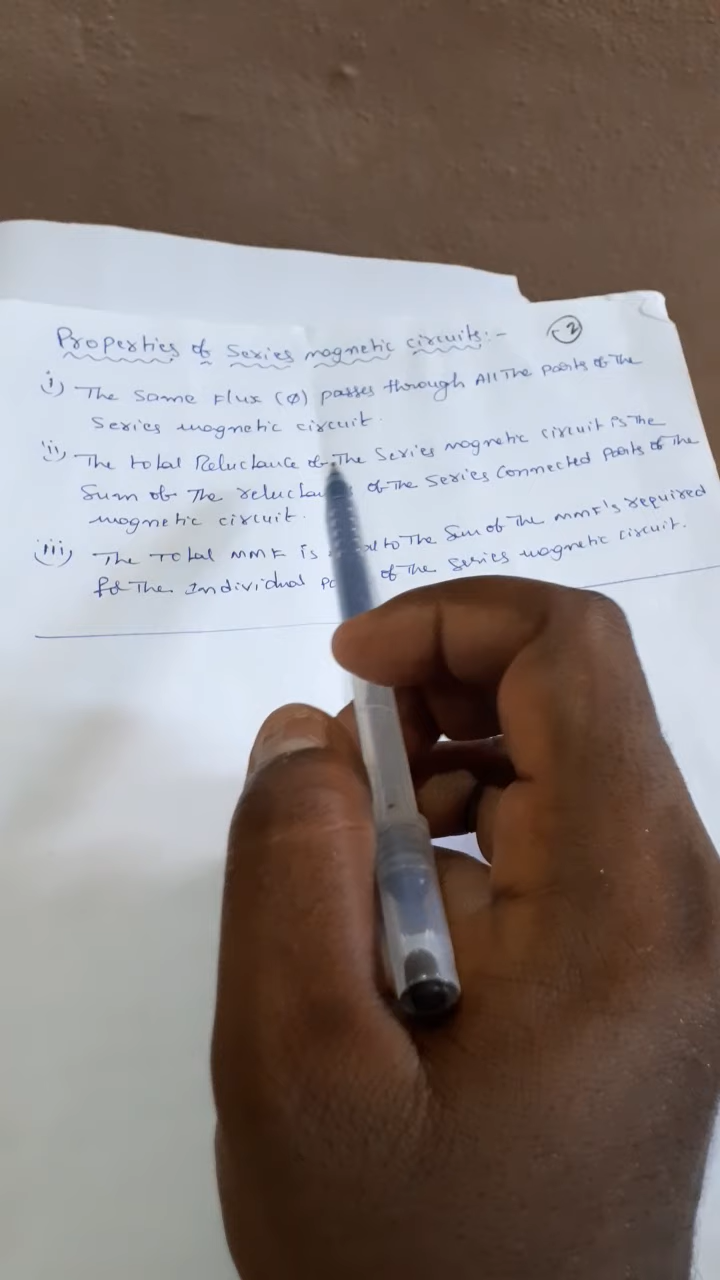 Properties of Series magnetic circuits:-
2
i) The Same Flux (Ø) passes through All The parts of The
Series magnetic circuit.
ii) The total Reluctance of The Series magnetic circuit is The
Sum of The of The Series Connected parts of The
magnetic circuit.
iii) The Total MMF is to The Sum of The MMF's required
for The Individual of The Series magnetic circuit.